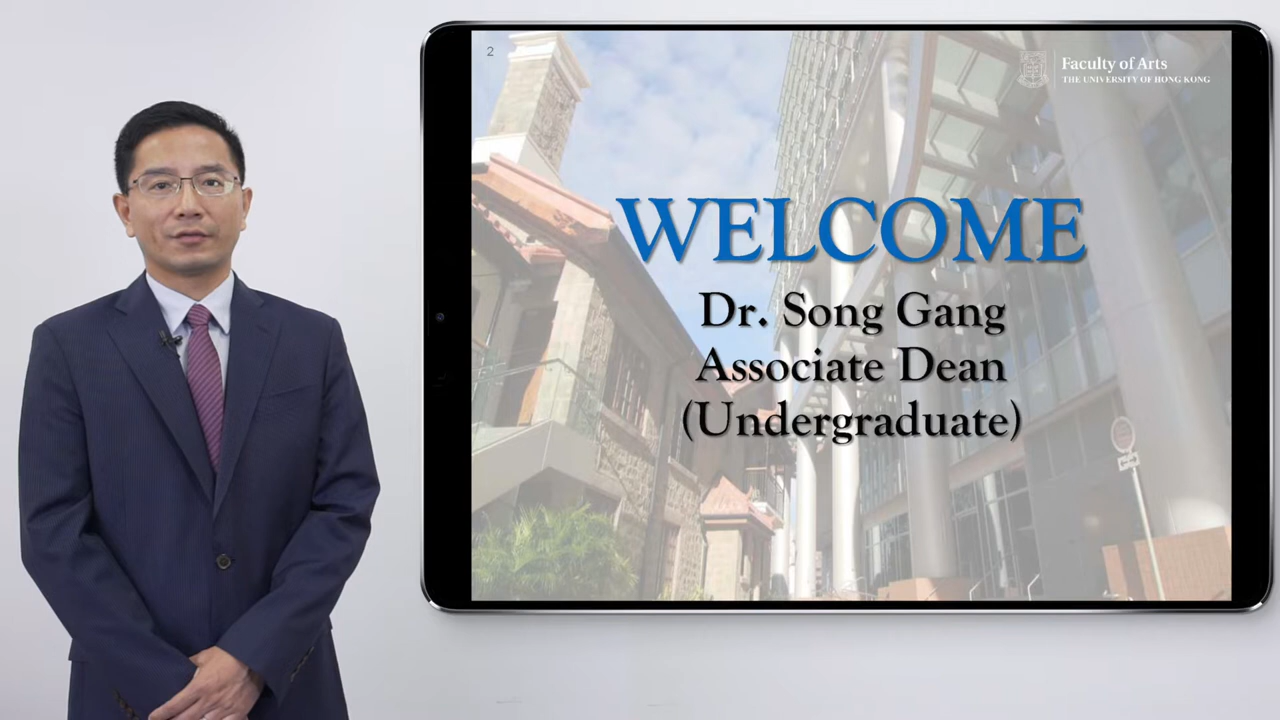 2
Faculty of Arts
THE UNIVERSITY OF HONG KONG
WELCOME
Dr. Song Gang
Associate Dean
(Undergraduate)